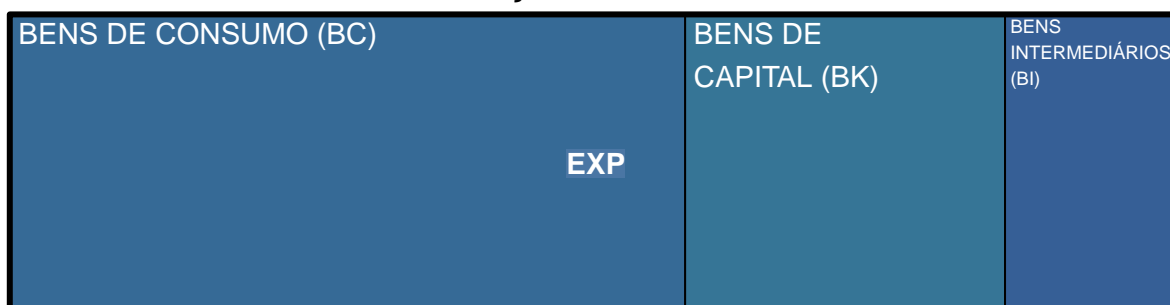 BENS DE CONSUMO (BC)
BENS DE
CAPITAL (BK)
BENS
INTERMEDIÁRIOS
(BI)
EXP